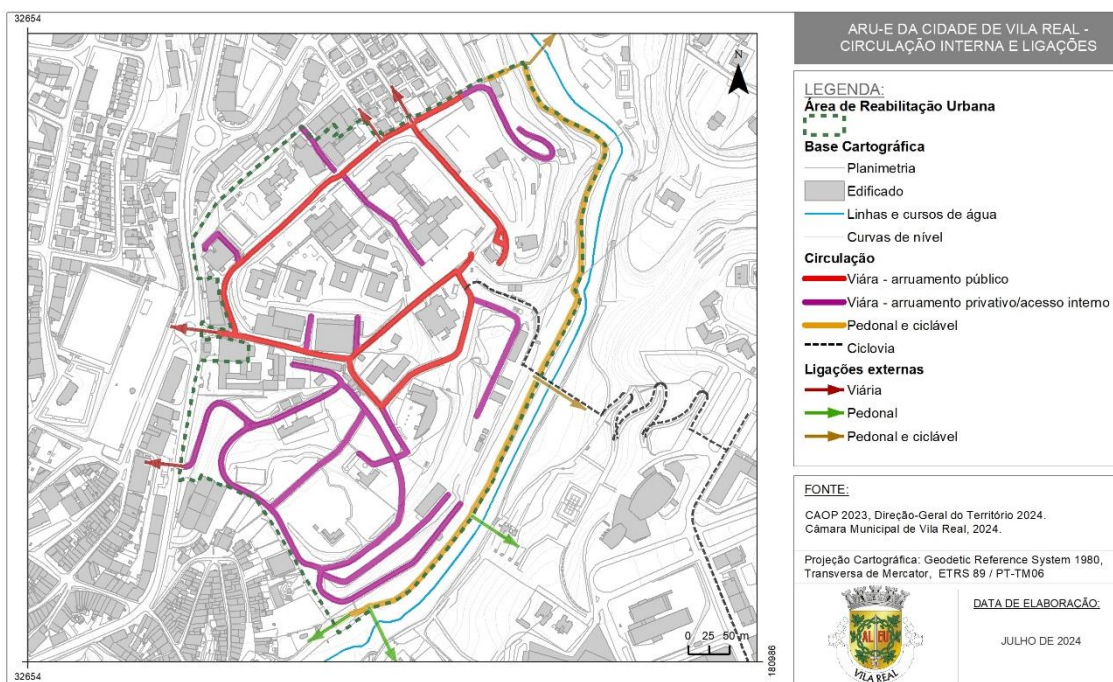 32654
N
0 25 50 m
180986
32654
ARU-E DA CIDADE DE VILA REAL -
CIRCULAÇÃO INTERNA E LIGAÇÕES
LEGENDA:
Área de Reabilitação Urbana
Base Cartográfica
Planimetria
Edificado
Linhas e cursos de água
Curvas de nível
Circulação
Viára - arruamento público
Viára - arruamento privativo/acesso interno
Pedonal e ciclável
Ciclovia
Ligações externas
Viária
Pedonal
Pedonal e ciclável
FONTE:
CAOP 2023, Direção-Geral do Território 2024.
Câmara Municipal de Vila Real, 2024.
Projeção Cartográfica: Geodetic Reference System 1980,
Transversa de Mercator, ETRS 89 / PT-TM06
ALEU
VILA REAL
DATA DE ELABORAÇÃO:
JULHO DE 2024